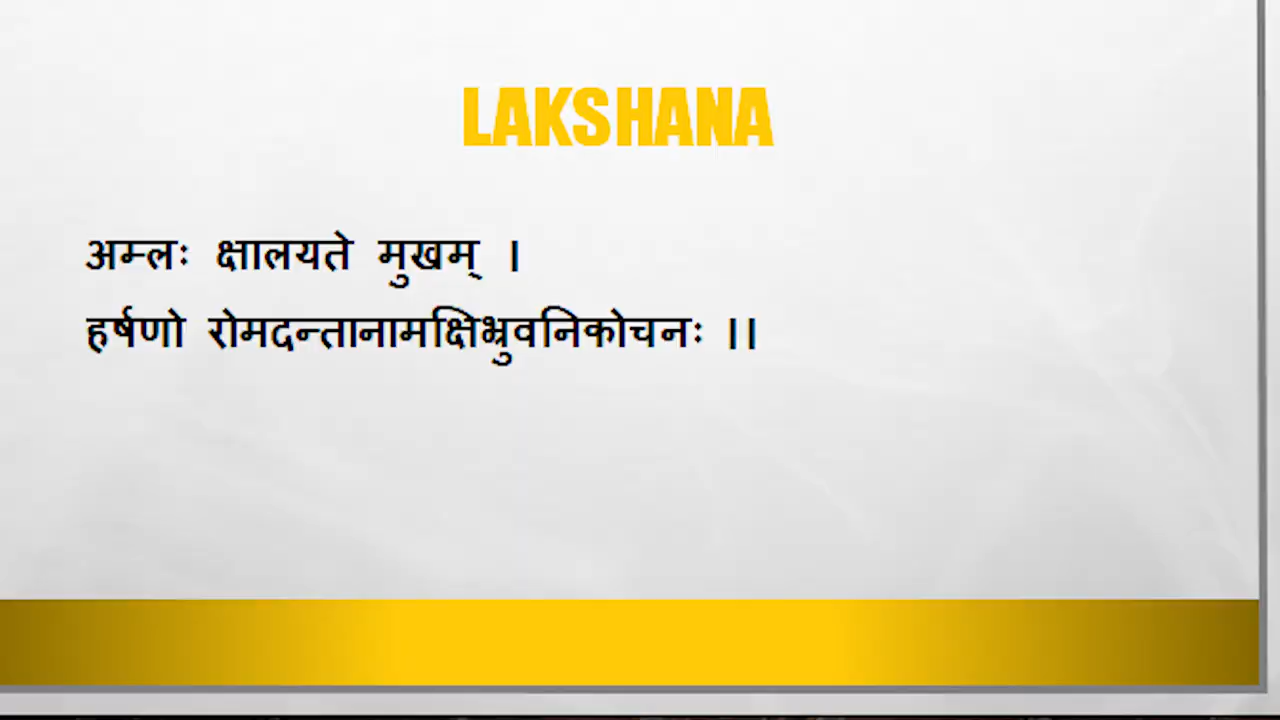 LAKSHANA
अम्लः क्षालयते मुखम् ।
हर्षणो रोमदन्तानामक्षिभ्रुवनिकोचनः ।।